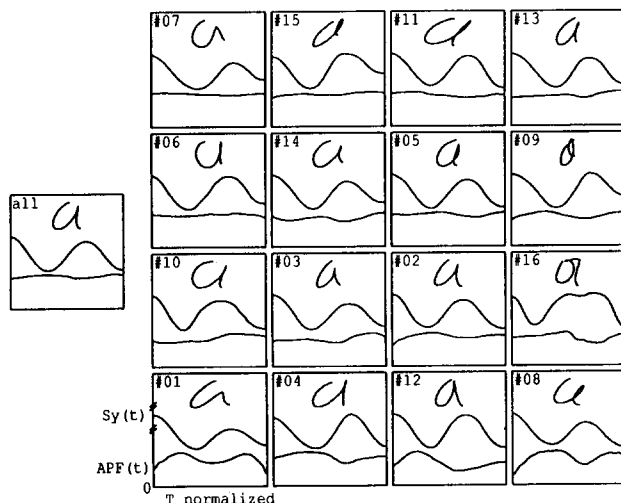 #07 #15 #11 #13
a a a a
#06 #14 #05 #09
a a a a
all
a
#10 #03 #02 #16
a a a a
#01 #04 #12 #08
a a a a
Sy(t)
APF(t)
0
T normalized